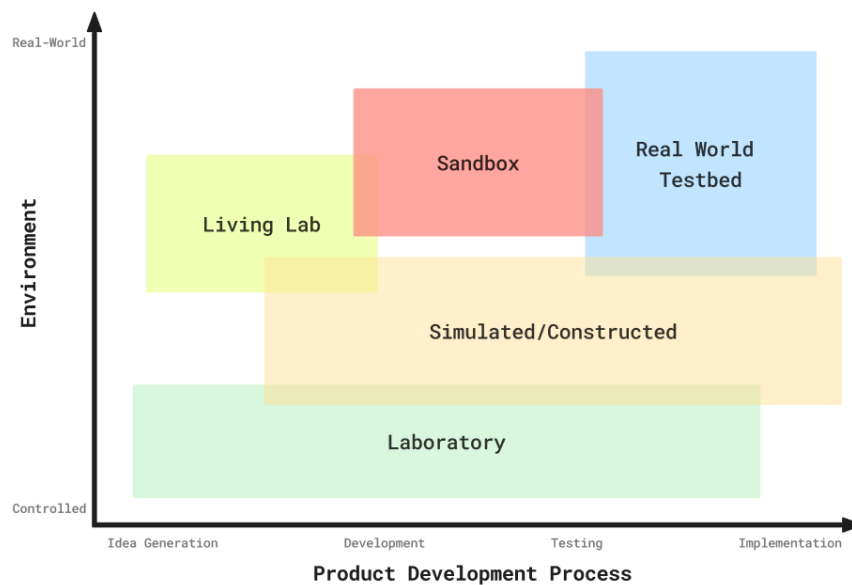 Real-World
Real World
Testbed
Sandbox
Living Lab
Environment
Simulated/Constructed
Laboratory
Controlled
Idea Generation
Development
Testing
Implementation
Product Development Process